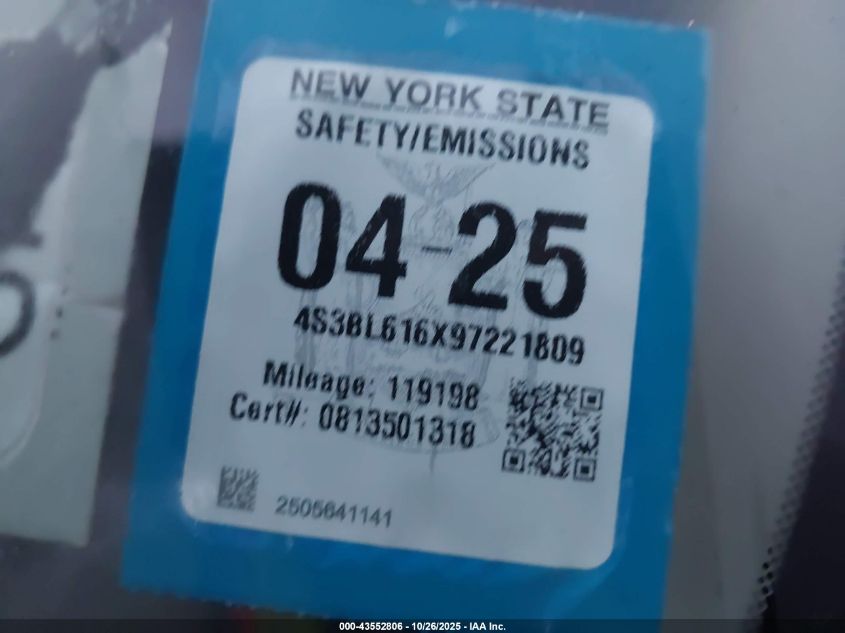 NEW YORK STATE
SAFETY/EMISSIONS
04-25
4S3BL616X97221809
Mileage: 119198
Cert#: 0813501318
2505641141
000-43552806 - 10/26/2025 - IAA Inc.